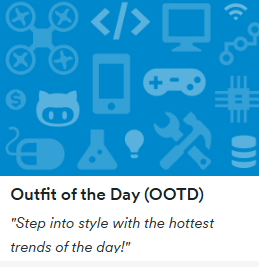 Outfit of the Day (OOTD)
"Step into style with the hottest
trends of the day!"